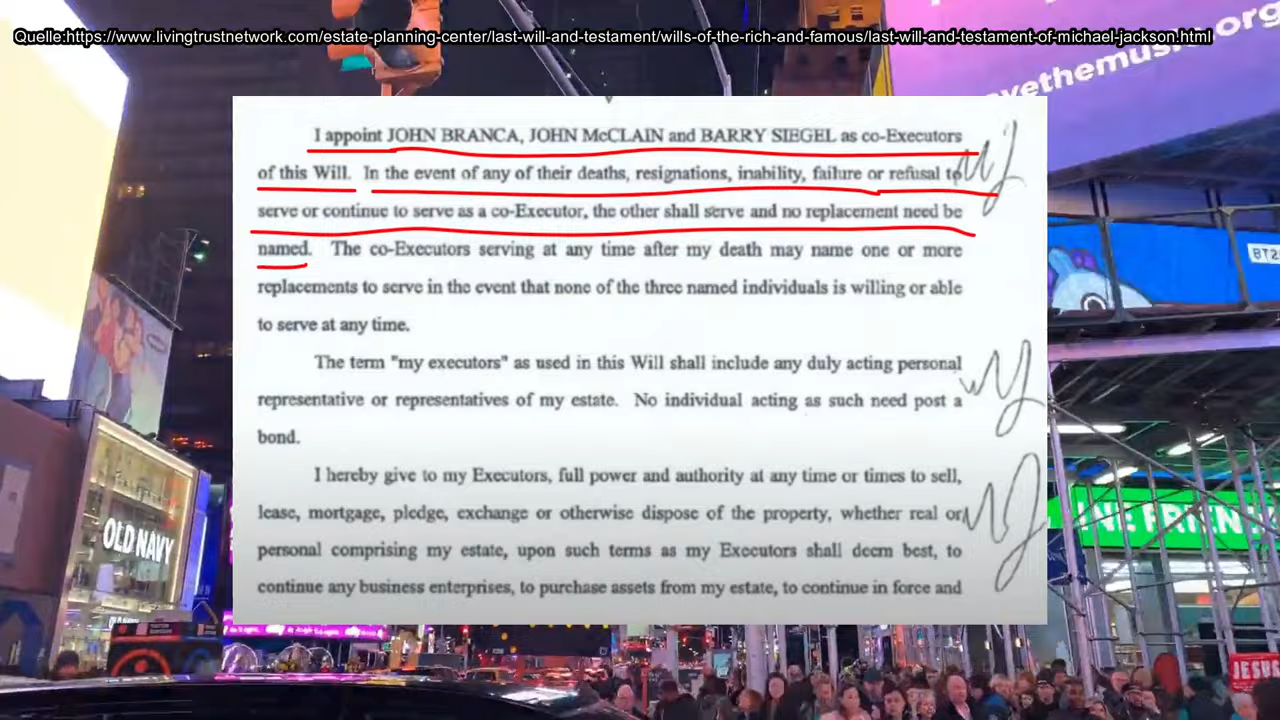 Quelle:https://www.livingtrustnetwork.com/estate-planning-center/last-will-and-testament/wills-of-the-rich-and-famous/last-will-and-testament-of-michael-jackson.html
vethemusic.org
I appoint JOHN BRANCA, JOHN McCLAIN and BARRY SIEGEL as co-Executors
of this Will. In the event of any of their deaths, resignations, inability, failure or refusal to
serve or continue to serve as a co-Executor, the other shall serve and no replacement need be
named. The co-Executors serving at any time after my death may name one or more
replacements to serve in the event that none of the three named individuals is willing or able
to serve at any time.
MJ
The term "my executors" as used in this Will shall include any duly acting personal
representative or representatives of my estate. No individual acting as such need post a
bond.
MJ
I hereby give to my Executors, full power and authority at any time or times to sell,
lease, mortgage, pledge, exchange or otherwise dispose of the property, whether real or
personal comprising my estate, upon such terms as my Executors shall deem best, to
continue any business enterprises, to purchase assets from my estate, to continue in force and
MJ
BT2
OLD NAVY
NE FRIEN
JESUS